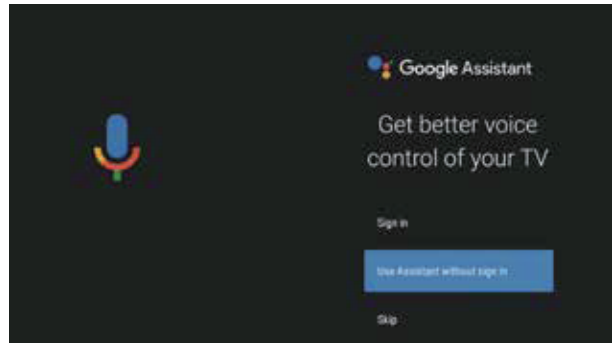 Google Assistant
Get better voice
control of your TV
Sign in
Use Assistant without sign in
Skip